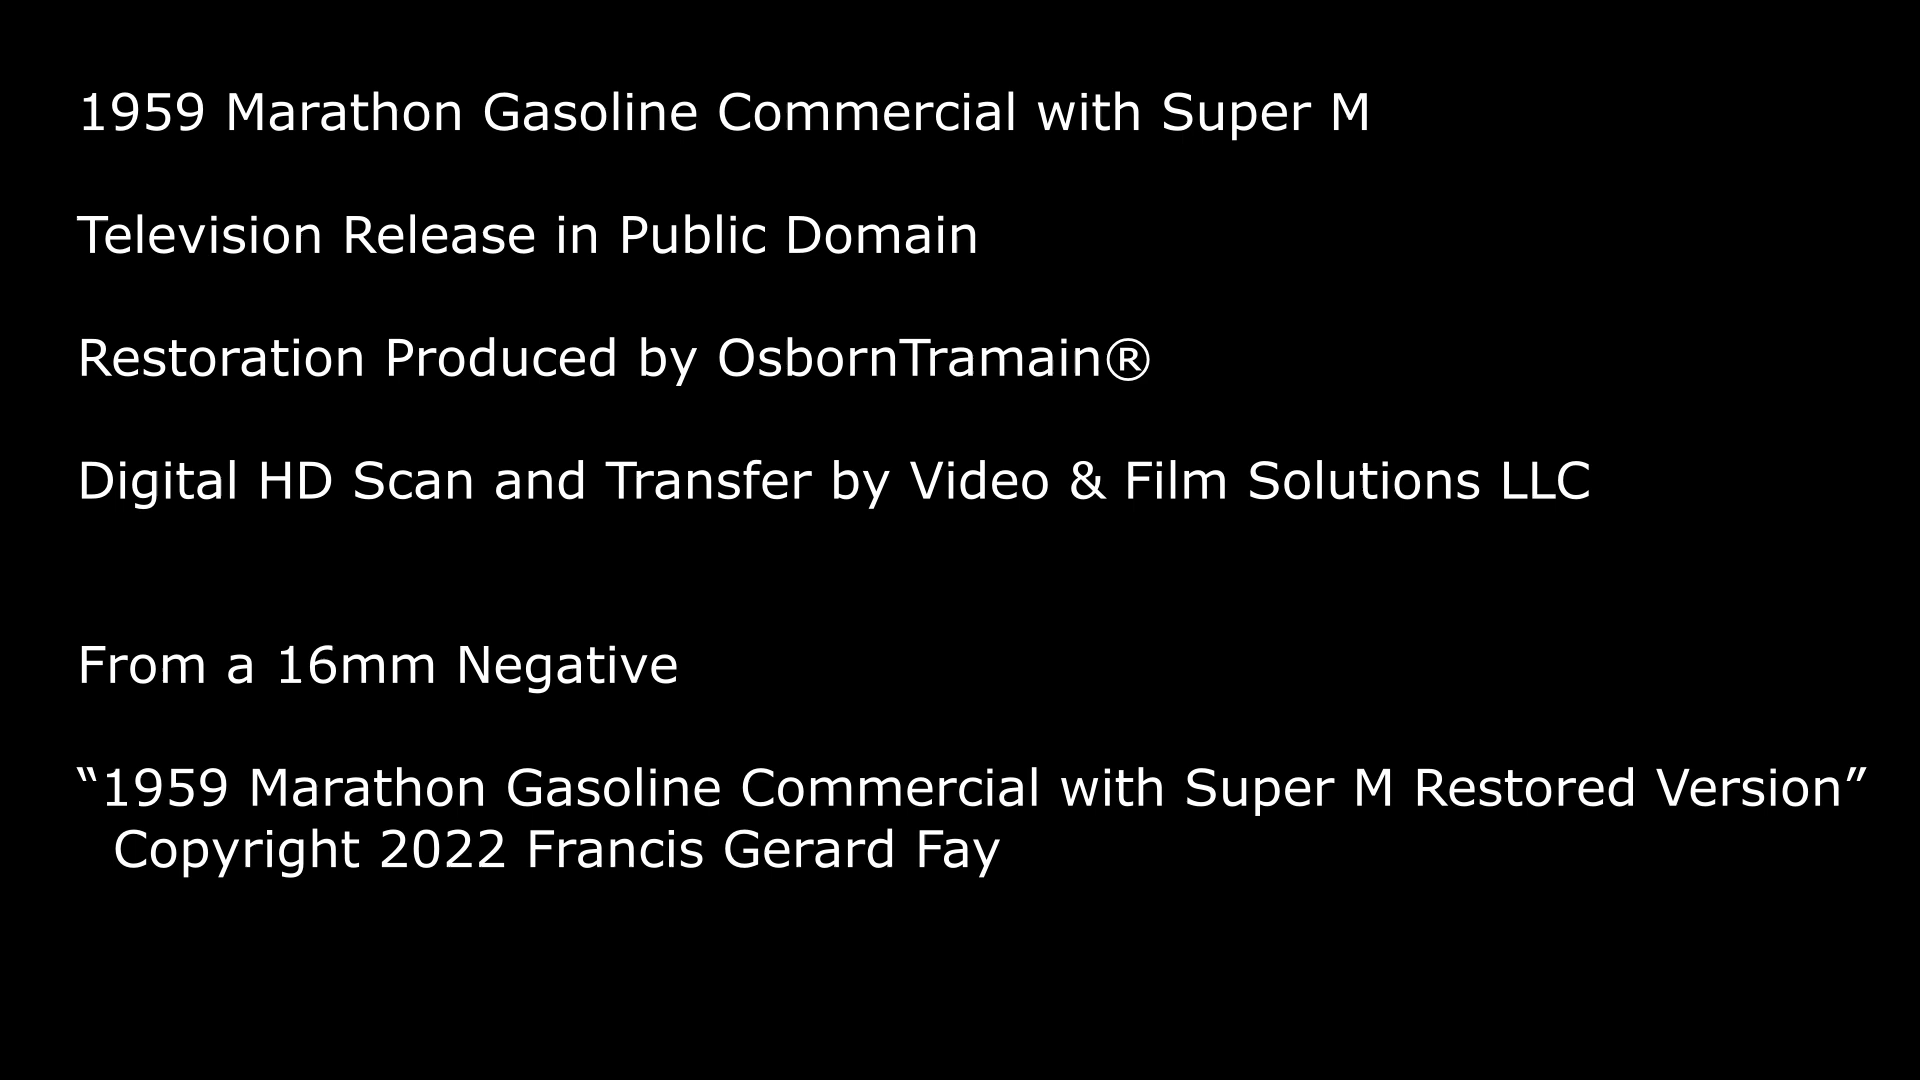 1959 Marathon Gasoline Commercial with Super M
Television Release in Public Domain
Restoration Produced by OsbornTramain®
Digital HD Scan and Transfer by Video & Film Solutions LLC
From a 16mm Negative
“1959 Marathon Gasoline Commercial with Super M Restored Version”
Copyright 2022 Francis Gerard Fay